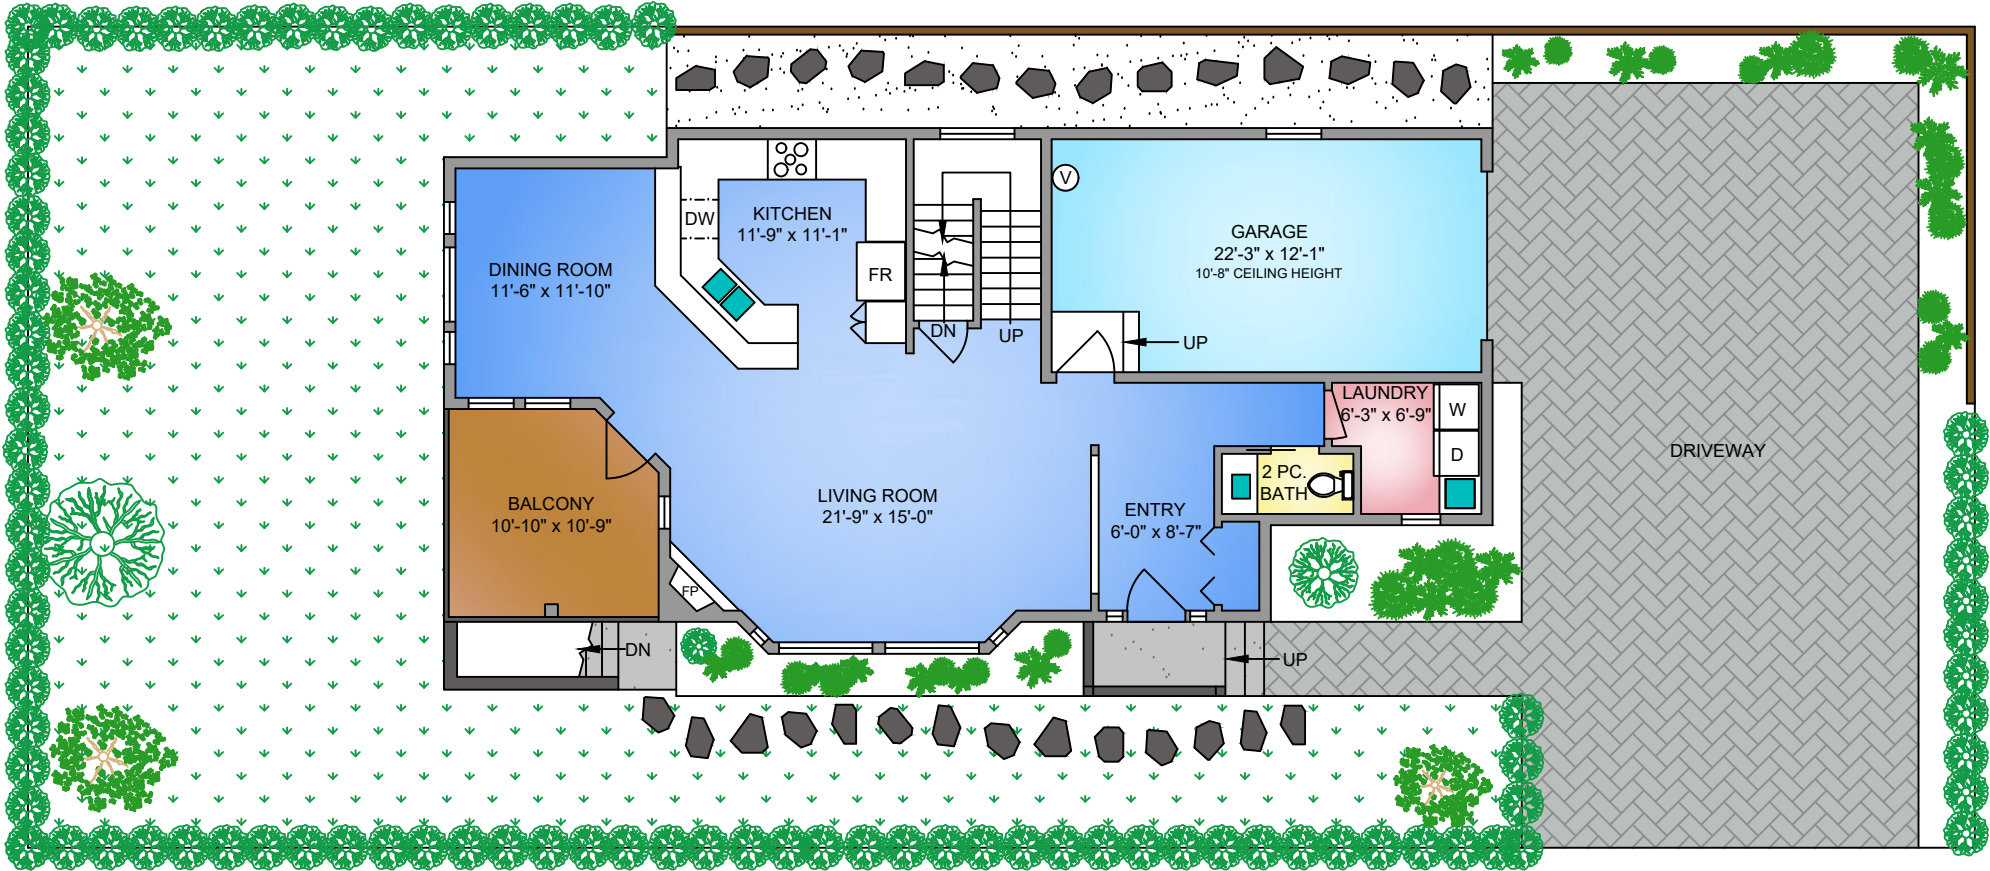 DW
KITCHEN
11'-9" x 11'-1"
V
GARAGE
22'-3" x 12'-1"
10'-8" CEILING HEIGHT
DINING ROOM
11'-6" x 11'-10"
FR
DN
UP
UP
LAUNDRY
6'-3" x 6'-9"
W
D
DRIVEWAY
2 PC.
BATH
BALCONY
10'-10" x 10'-9"
LIVING ROOM
21'-9" x 15'-0"
ENTRY
6'-0" x 8'-7"
FP
DN
UP